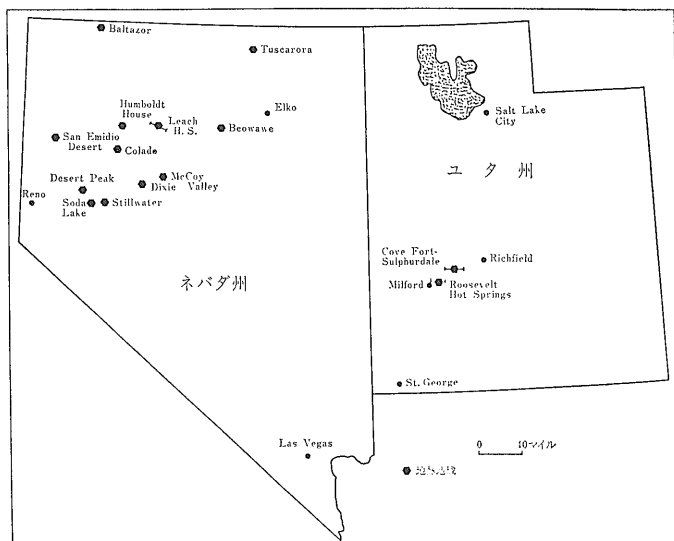 Baltazor
Tuscarora
Elko
Humboldt
House
Leach
H. S.
Beowawe
San Emidio
Desert
Colado
McCoy
Dixie Valley
Desert Peak
Reno
Soda
Lake
Stillwater
ネバダ州
Las Vegas
Salt Lake
City
ユタ州
Cove Fort-
Sulphurdale
Richfield
Milford
Roosevelt
Hot Springs
St. George
0 10マイル